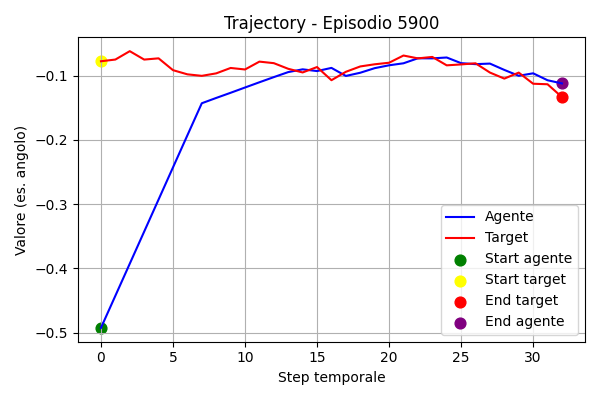 Trajectory - Episodio 5900
Valore (es. angolo)
−0.1
−0.2
−0.3
−0.4
−0.5
0
5
10
15
20
25
30
Step temporale
Agente
Target
Start agente
Start target
End target
End agente